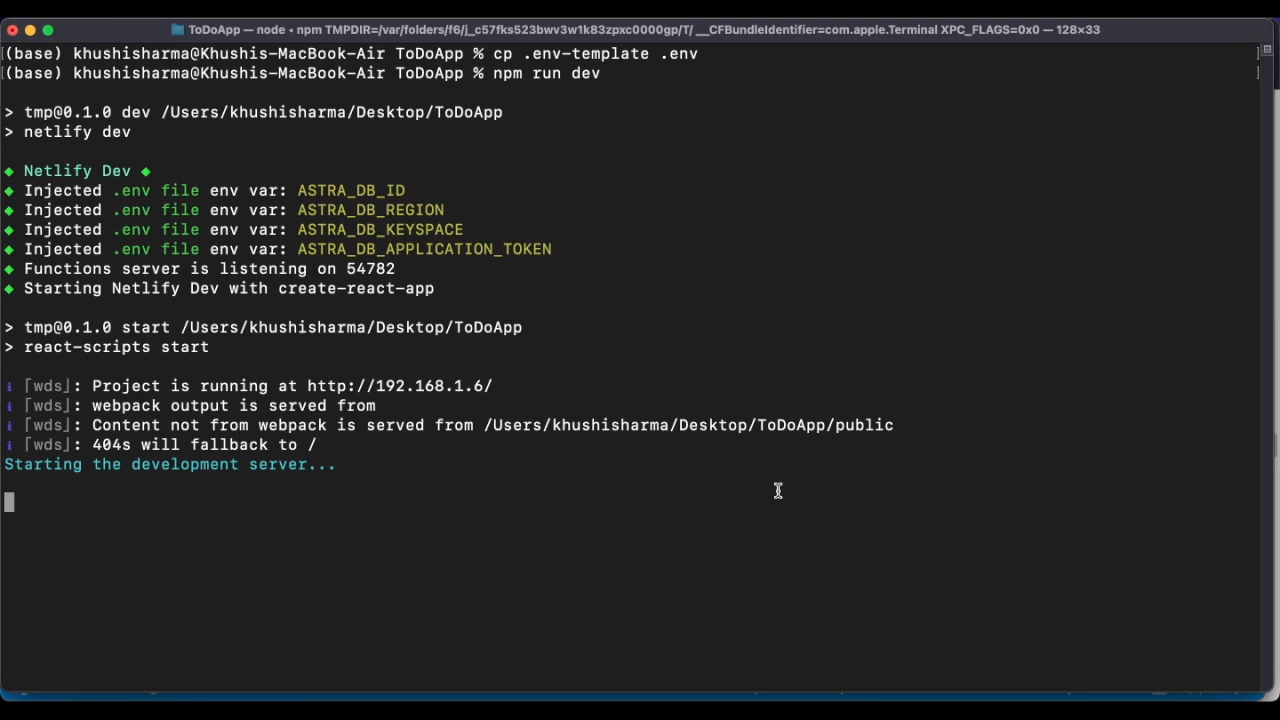 ToDoApp — node • npm TMPDIR=/var/folders/f6/j_c57fks523bwv3w1k83zpxc0000gp/T/ __CFBundleIdentifier=com.apple.Terminal XPC_FLAGS=0x0 — 128×33
[(base) khushisharma@Khushis-MacBook-Air ToDoApp % cp .env-template .env ]
[(base) khushisharma@Khushis-MacBook-Air ToDoApp % npm run dev ]
> tmp@0.1.0 dev /Users/khushisharma/Desktop/ToDoApp
> netlify dev
◆ Netlify Dev ◆
◆ Injected .env file env var: ASTRA_DB_ID
◆ Injected .env file env var: ASTRA_DB_REGION
◆ Injected .env file env var: ASTRA_DB_KEYSPACE
◆ Injected .env file env var: ASTRA_DB_APPLICATION_TOKEN
◆ Functions server is listening on 54782
◆ Starting Netlify Dev with create-react-app
> tmp@0.1.0 start /Users/khushisharma/Desktop/ToDoApp
> react-scripts start
ℹ ｢wds｣: Project is running at http://192.168.1.6/
ℹ ｢wds｣: webpack output is served from
ℹ ｢wds｣: Content not from webpack is served from /Users/khushisharma/Desktop/ToDoApp/public
ℹ ｢wds｣: 404s will fallback to /
Starting the development server...